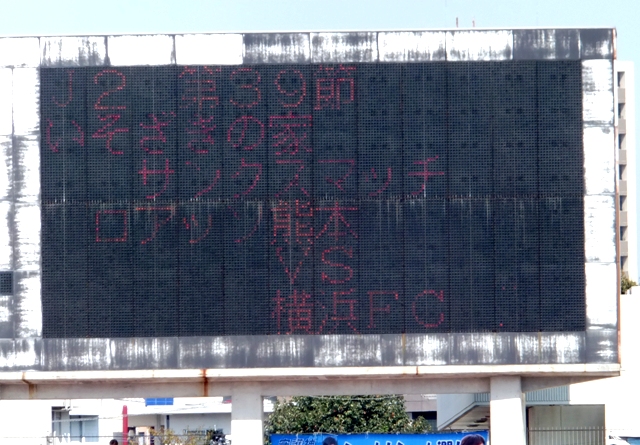 J2 第39節
いそぎきの家
サンクスマッチ
ロアッソ熊本
VS
横浜FC